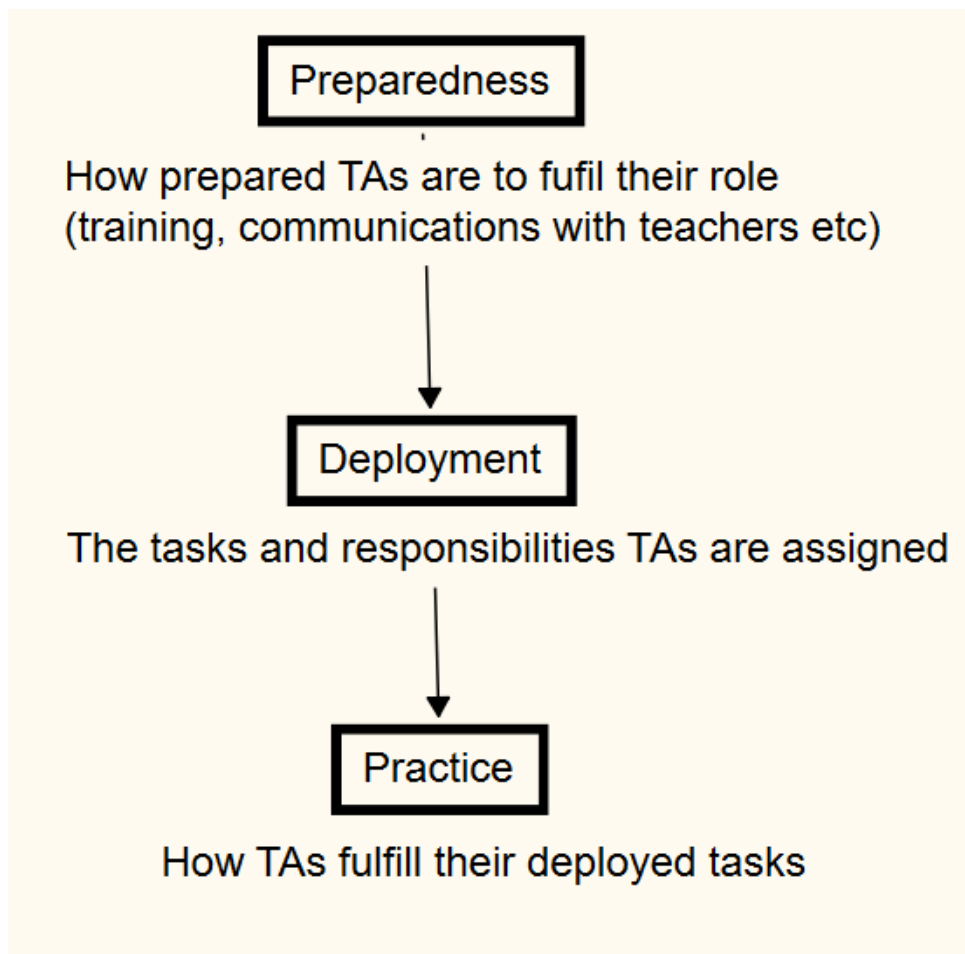 Preparedness
How prepared TAs are to fufil their role
(training, communications with teachers etc)
Deployment
The tasks and responsibilities TAs are assigned
Practice
How TAs fulfill their deployed tasks